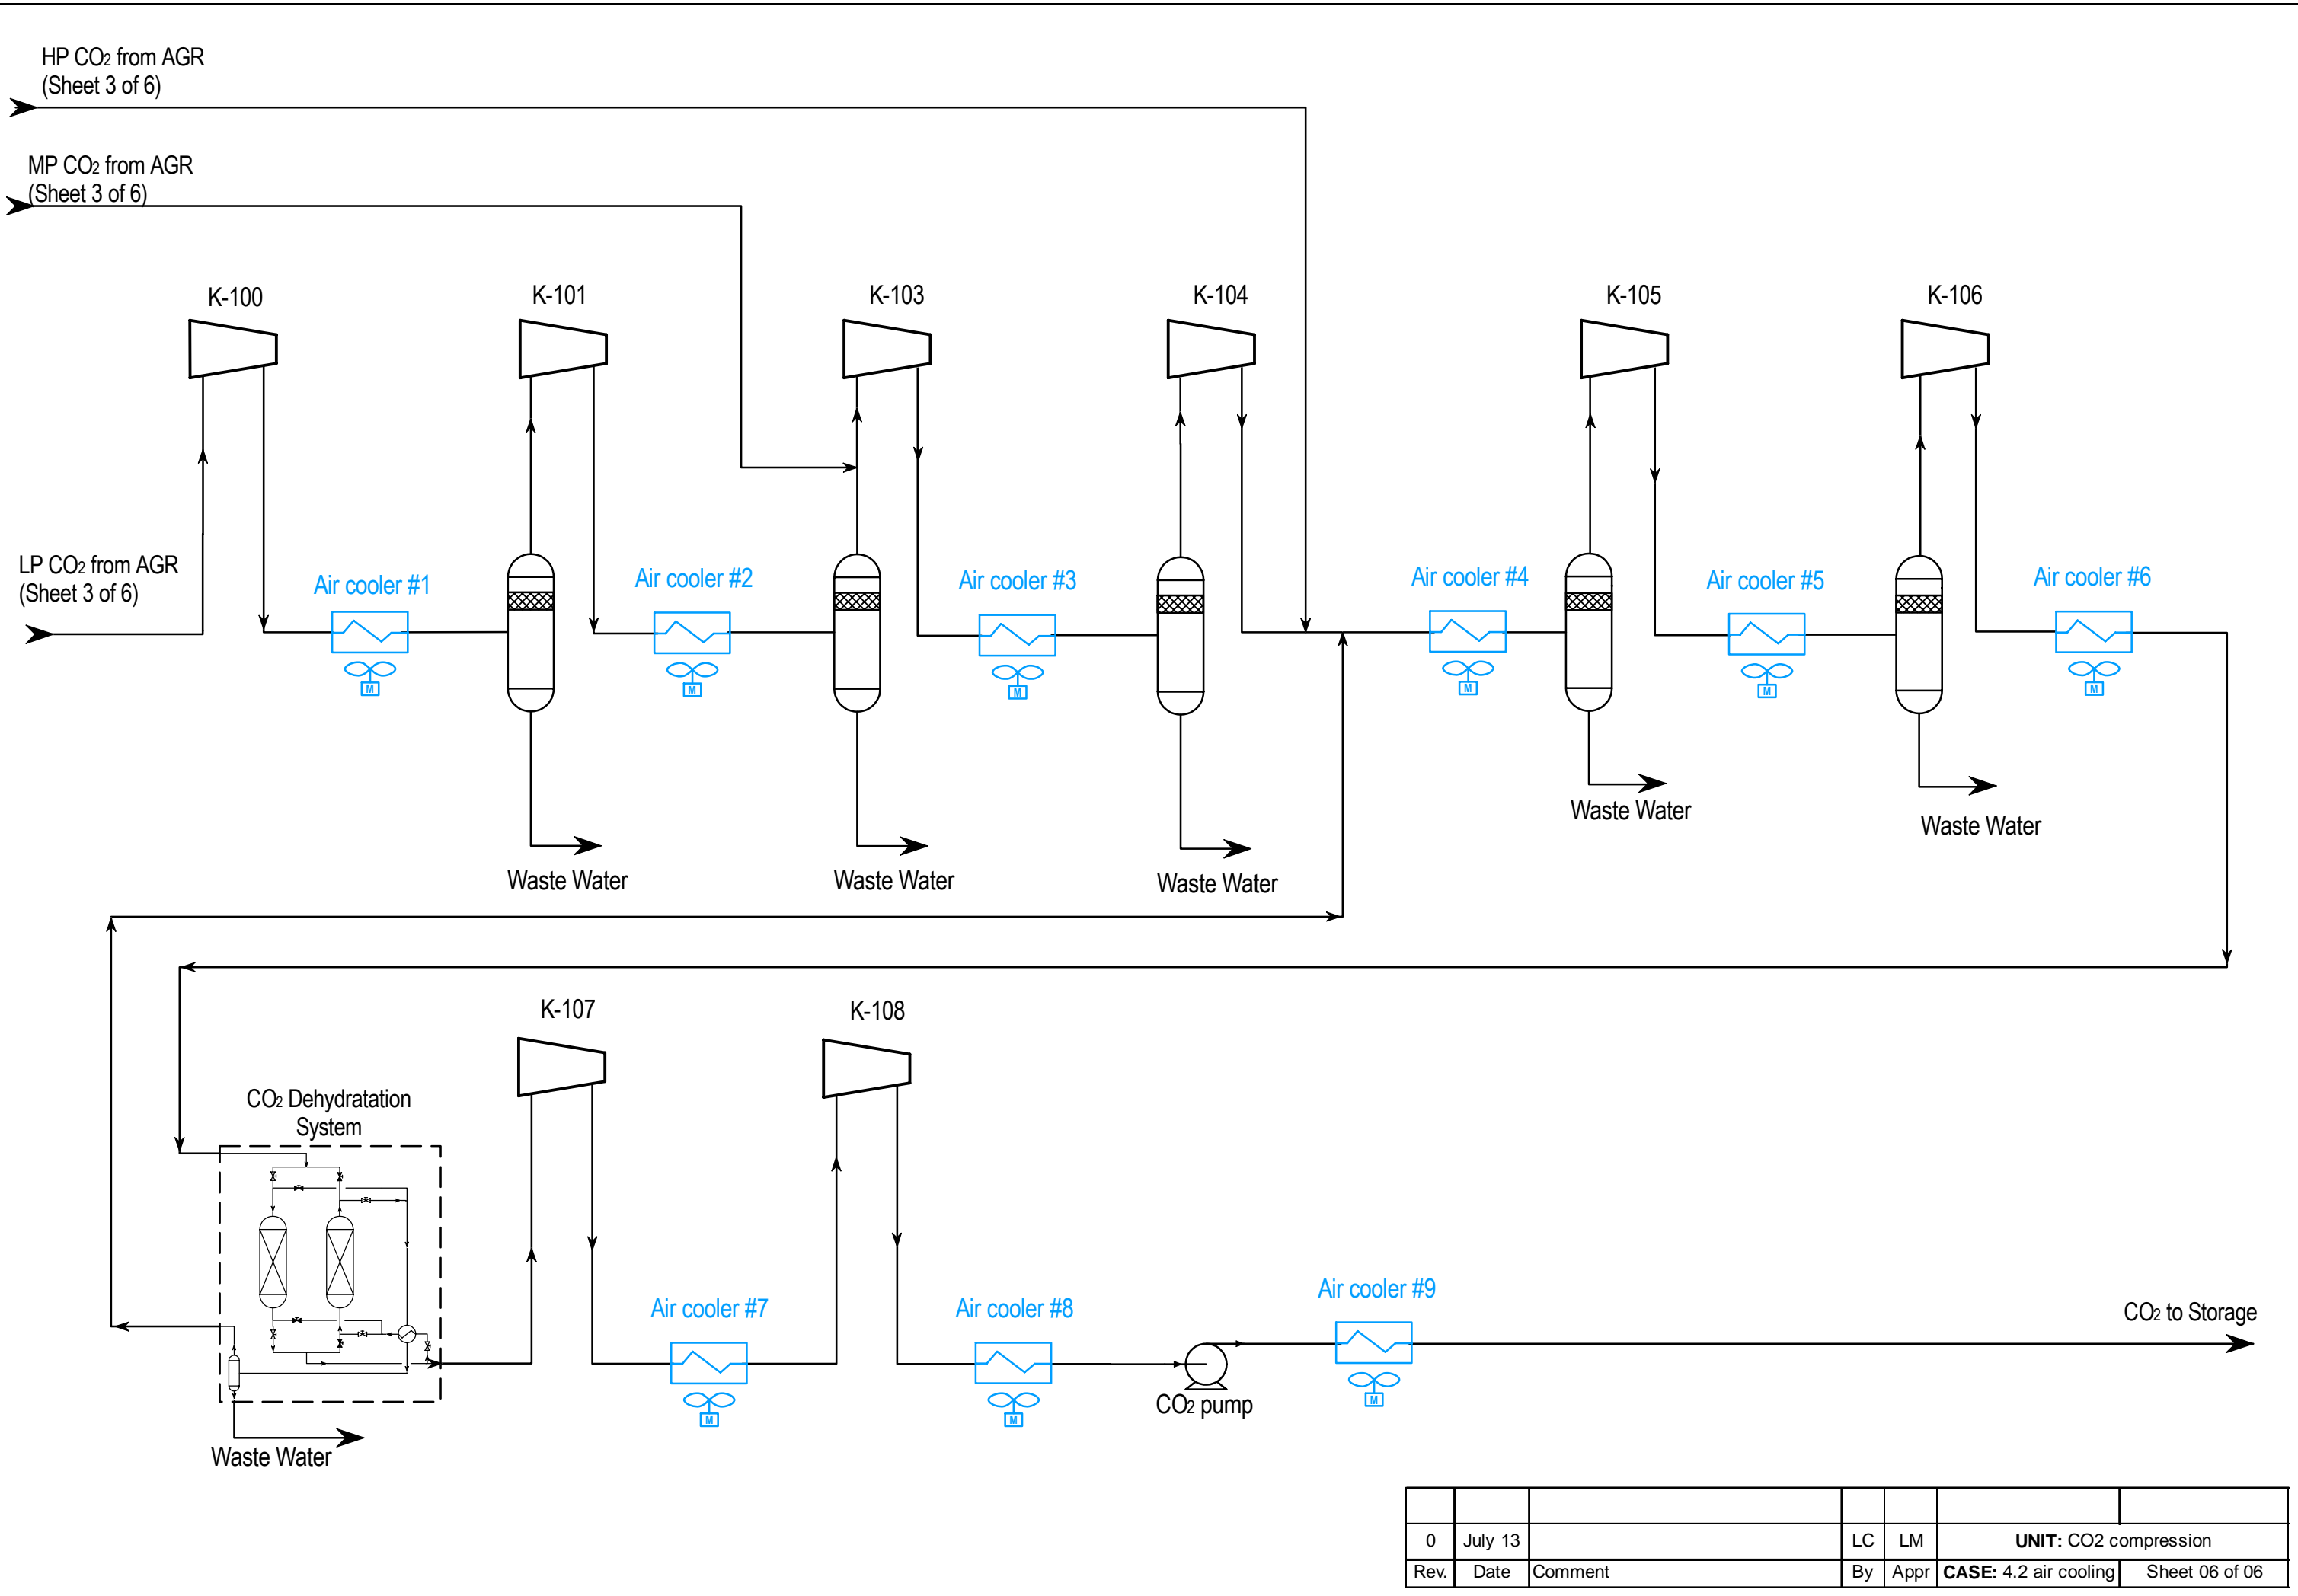 HP CO2 from AGR
(Sheet 3 of 6)
MP CO2 from AGR
(Sheet 3 of 6)
K-100
K-101
K-103
K-104
K-105
K-106
LP CO2 from AGR
(Sheet 3 of 6)
Air cooler #1
Air cooler #2
Air cooler #3
Air cooler #4
Air cooler #5
Air cooler #6
M
M
M
M
M
M
Waste Water
Waste Water
Waste Water
Waste Water
Waste Water
K-107
K-108
CO2 Dehydratation
System
Air cooler #7
Air cooler #8
Air cooler #9
M
M
M
CO2 pump
CO2 to Storage
Waste Water
0 July 13 LC LM UNIT: CO2 compression
Rev. Date Comment By Appr CASE: 4.2 air cooling Sheet 06 of 06